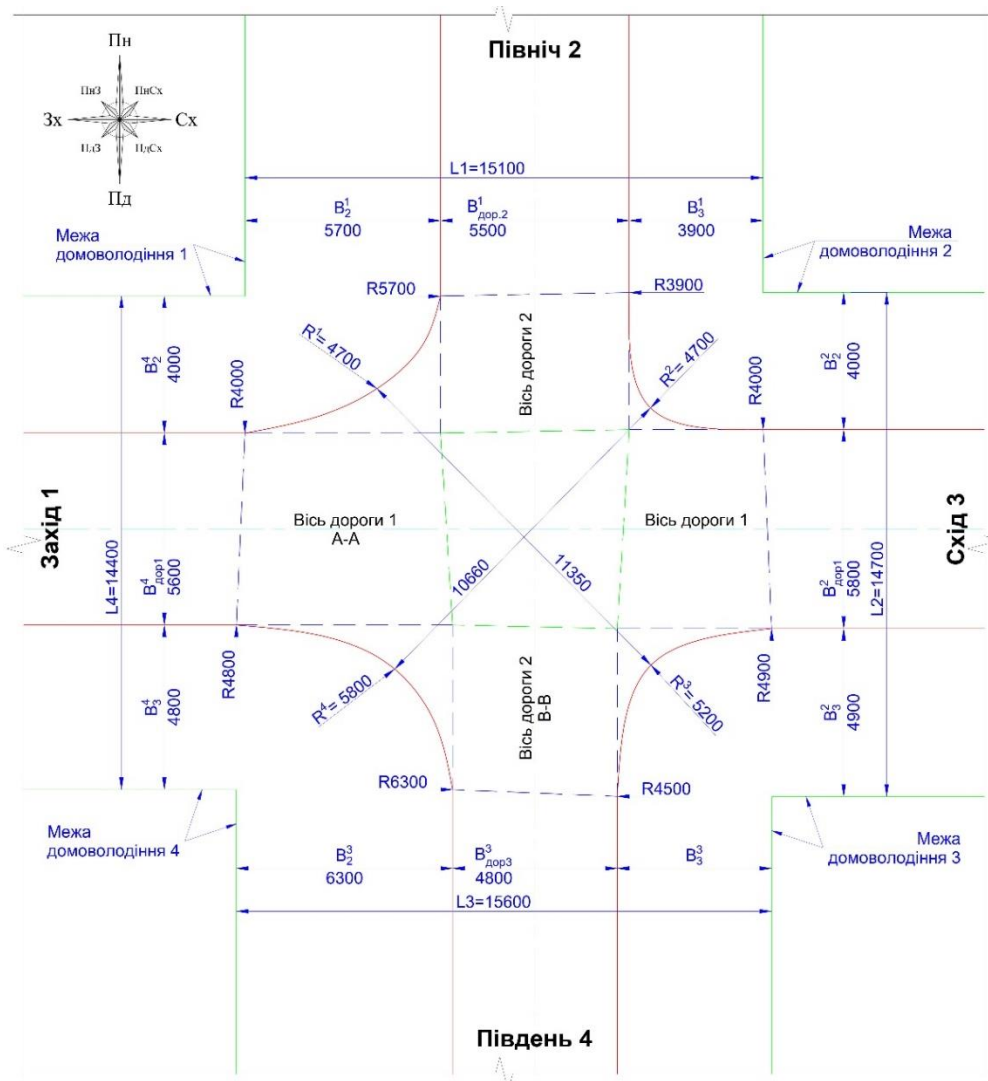 Північ 2
Пн
ПнЗ ПнСх
Зх Сх
ПдЗ ПдСх
Пд
L1=15100
B¹₂
5700
B¹дор.2
5500
B¹₃
3900
Межа
домоволодіння 1
Межа
домоволодіння 2
R5700
R3900
R¹= 4700
R²= 4700
B⁴₂
4000
R4000
Вісь дороги 2
R4000
B²₂
4000
Захід 1
L4=14400
B⁴дор1
5600
Вісь дороги 1
А-А
Вісь дороги 1
10660
11350
B²дор1
5800
L2=14700
Схід 3
B⁴₃
4800
R4800
R⁴= 5800
Вісь дороги 2
В-В
R³= 5200
R4900
B²₃
4900
R6300
R4500
Межа
домоволодіння 4
Межа
домоволодіння 3
B³₂
6300
B³дор3
4800
B³₃
L3=15600
Південь 4